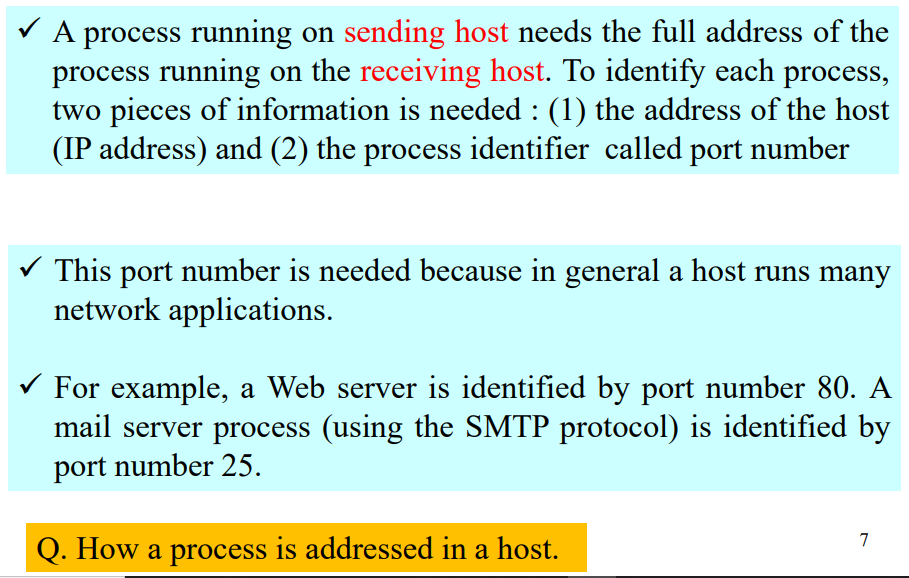 ✓ A process running on sending host needs the full address of the
process running on the receiving host. To identify each process,
two pieces of information is needed : (1) the address of the host
(IP address) and (2) the process identifier called port number
✓ This port number is needed because in general a host runs many
network applications.
✓ For example, a Web server is identified by port number 80. A
mail server process (using the SMTP protocol) is identified by
port number 25.
Q. How a process is addressed in a host.
7